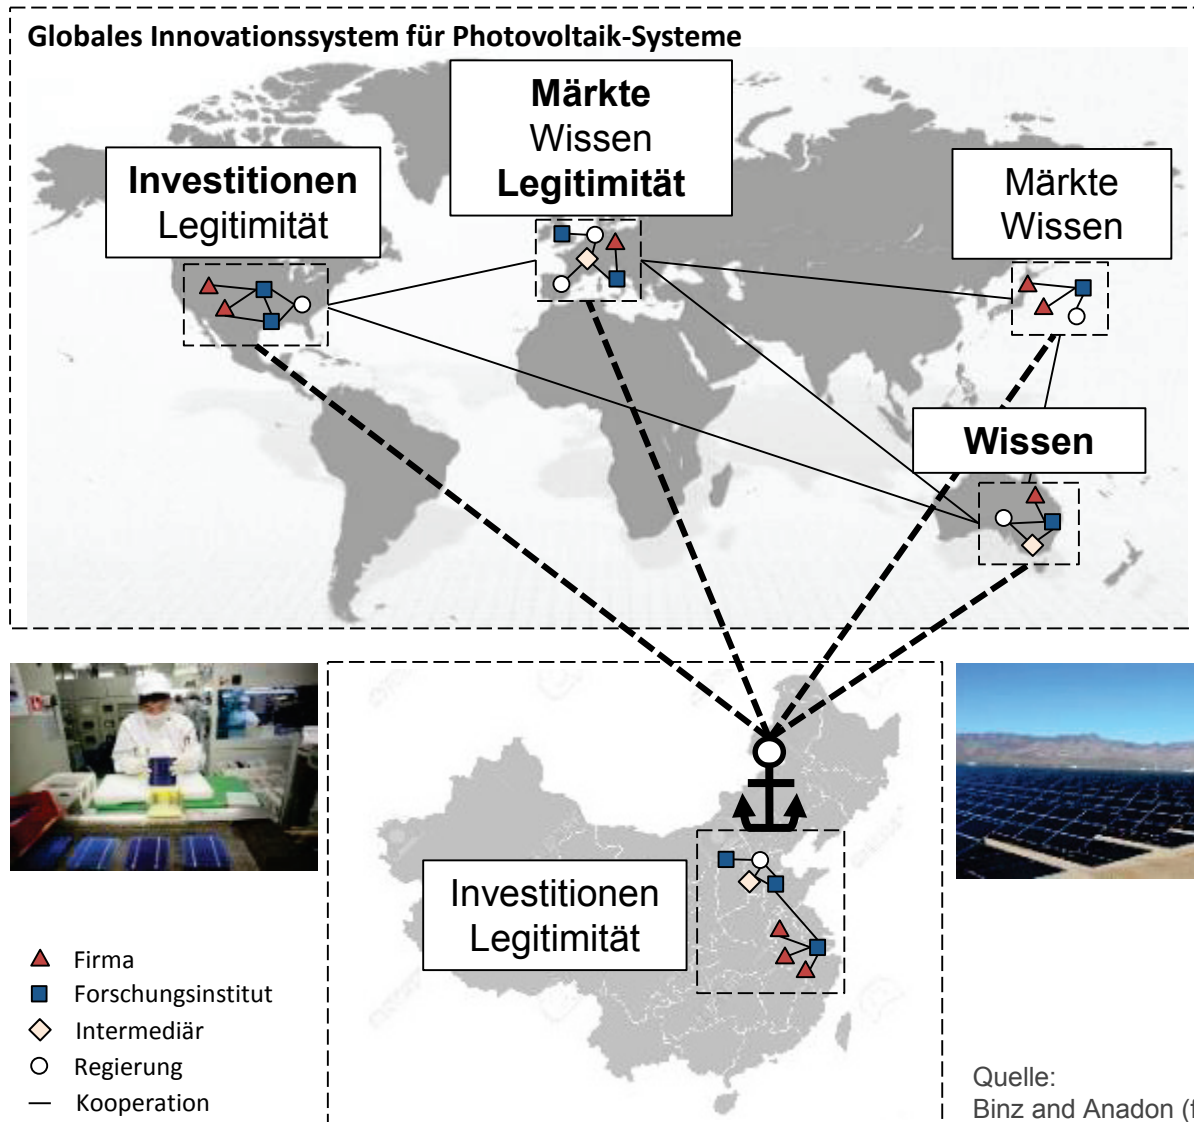 Globales Innovationssystem für Photovoltaik-Systeme
Märkte
Wissen
Legitimität
Investitionen
Legitimität
Märkte
Wissen
Wissen
Investitionen
Legitimität
Firma
Forschungsinstitut
Intermediär
Regierung
Kooperation
Quelle:
Binz and Anadon (